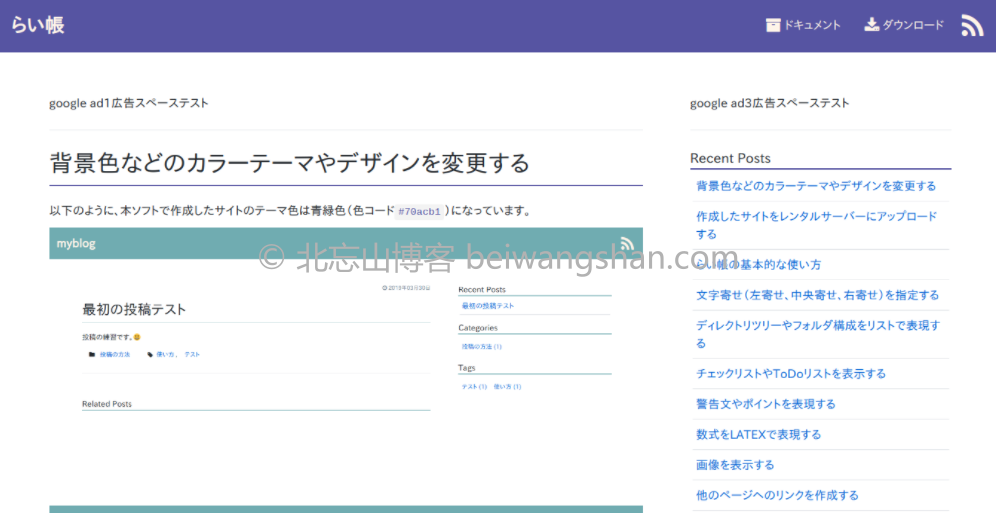 らい帳
ドキュメント
ダウンロード
google ad1広告スペーステスト
背景色などのカラーテーマやデザインを変更する
以下のように、本ソフトで作成したサイトのテーマ色は青緑色(色コード #70acb1 )になっています。
myblog
2019年03月30日
最初の投稿テスト
投稿の練習です。😀
投稿の方法 使い方、 テスト
Related Posts
Recent Posts
最初の投稿テスト
Categories
投稿の方法 (1)
Tags
テスト (1) 使い方 (1)
© 北忘山博客 beiwangshan.com
google ad3広告スペーステスト
Recent Posts
背景色などのカラーテーマやデザインを変更する
作成したサイトをレンタルサーバーにアップロード
する
らい帳の基本的な使い方
文字寄せ(左寄せ、中央寄せ、右寄せ)を指定する
ディレクトリツリーやフォルダ構成をリストで表現す
る
チェックリストやToDoリストを表示する
警告文やポイントを表現する
数式をLATEXで表現する
画像を表示する
他のページへのリンクを作成する